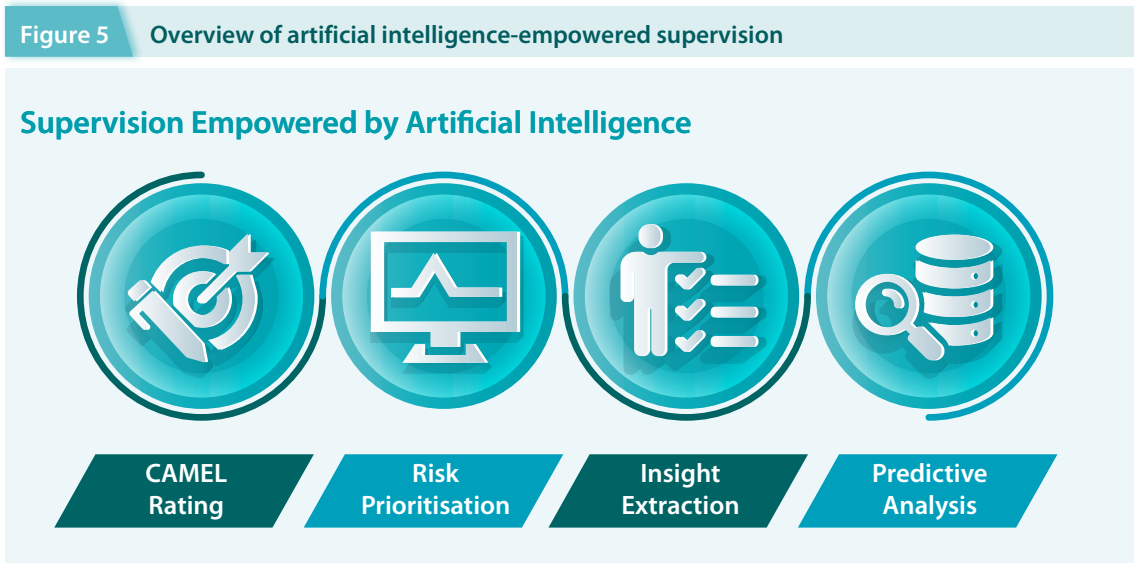 Figure 5
Overview of artificial intelligence-empowered supervision
Supervision Empowered by Artificial Intelligence
CAMEL
Rating
Risk
Prioritisation
Insight
Extraction
Predictive
Analysis